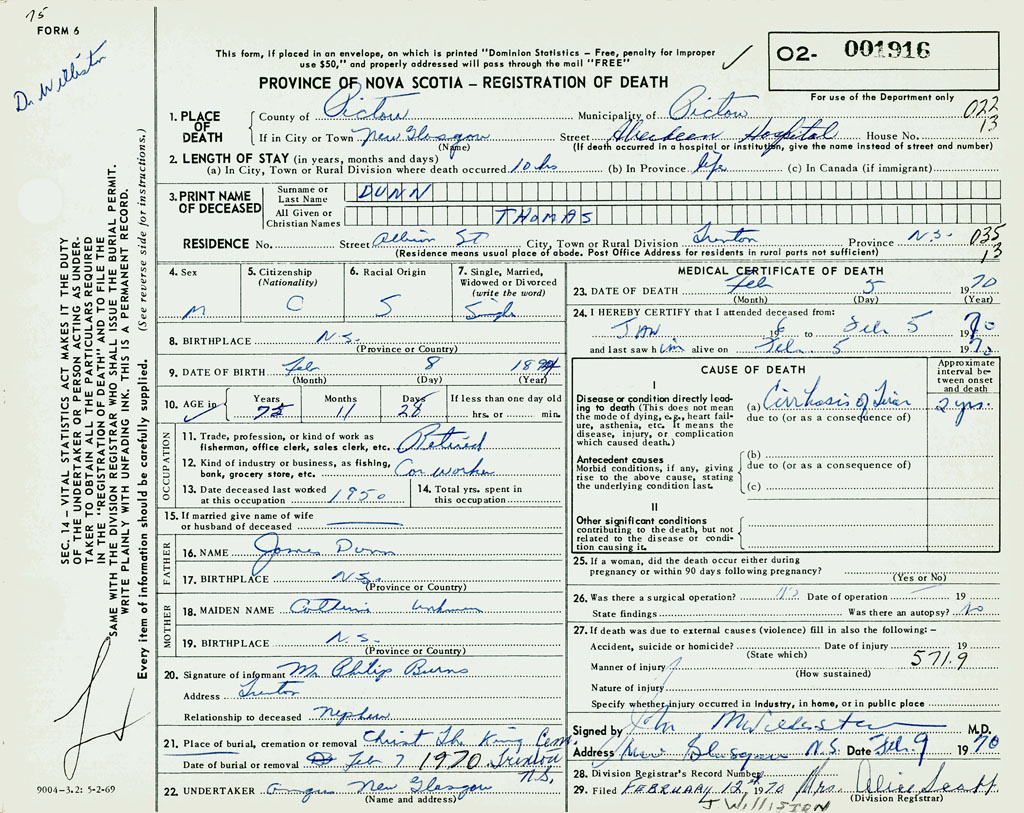 75
FORM 6
Dr. Williston
This form, if placed in an envelope, on which is printed "Dominion Statistics – Free, penalty for improper
use $50," and properly addressed will pass through the mail "FREE"
O2- 001916
For use of the Department only
PROVINCE OF NOVA SCOTIA – REGISTRATION OF DEATH
022
13
1. PLACE OF DEATH County of Pictou Municipality of Pictou
If in City or Town New Glasgow Street Aberdeen Hospital House No.
(Name) (If death occurred in a hospital or institution, give the name instead of street and number)
2. LENGTH OF STAY (in years, months and days)
(a) In City, Town or Rural Division where death occurred 10 hs (b) In Province life (c) In Canada (if immigrant)
3. PRINT NAME OF DECEASED Surname or Last Name DUNN
All Given or Christian Names THOMAS
RESIDENCE No. Street Albion St City, Town or Rural Division Trenton Province N.S. 035
13
(Residence means usual place of abode. Post Office Address for residents in rural parts not sufficient)
4. Sex M
5. Citizenship (Nationality) C
6. Racial Origin S
7. Single, Married, Widowed or Divorced (write the word) Single
8. BIRTHPLACE N.S.
(Province or Country)
9. DATE OF BIRTH Feb 8
(Month) (Day) (Year)
10. AGE in Years Months 11 Days 28 If less than one day old hrs. or min.
OCCUPATION
11. Trade, profession, or kind of work as fisherman, office clerk, sales clerk, etc. Retired
12. Kind of industry or business, as fishing, bank, grocery store, etc. Car Worker
13. Date deceased last worked at this occupation 1950
14. Total yrs. spent in this occupation
15. If married give name of wife or husband of deceased
FATHER
16. NAME James Dunn
17. BIRTHPLACE N.S.
(Province or Country)
MOTHER
18. MAIDEN NAME unknown
19. BIRTHPLACE N.S.
(Province or Country)
20. Signature of informant Mr Philip Burns
Address Trenton
Relationship to deceased Nephew
21. Place of burial, cremation or removal Christ The King Cem.
Date of burial or removal Feb 7 1970 Trenton
N.S.
22. UNDERTAKER New Glasgow
(Name and address)
MEDICAL CERTIFICATE OF DEATH
23. DATE OF DEATH Feb 5 1970
(Month) (Day) (Year)
24. I HEREBY CERTIFY that I attended deceased from:
JAN to Feb 5 1970
and last saw him alive on Feb 5 1970
CAUSE OF DEATH
Approximate interval between onset and death
I
Disease or condition directly leading to death (This does not mean the mode of dying, e.g., heart failure, asthenia, etc. It means the disease, injury, or complication which caused death.)
(a) Cirrhosis of Liver 2 yrs.
due to (or as a consequence of)
Antecedent causes
Morbid conditions, if any, giving rise to the above cause, stating the underlying condition last.
(b)
due to (or as a consequence of)
(c)
II
Other significant conditions
contributing to the death, but not related to the disease or condition causing it.
25. If a woman, did the death occur either during pregnancy or within 90 days following pregnancy?
(Yes or No)
26. Was there a surgical operation? No Date of operation 19
State findings Was there an autopsy? No
27. If death was due to external causes (violence) fill in also the following: –
Accident, suicide or homicide? Date of injury 19
(State which)
Manner of injury 571.9
(How sustained)
Nature of injury
Specify whether injury occurred in industry, in home, or in public place
Signed by M.D.
Address New Glasgow N.S. Date Feb. 9 1970
28. Division Registrar's Record Number
29. Filed FEBRUARY 12th 1970 Mrs. Alice Scott
(Division Registrar)
J WILLISTON
SEC. 14 – VITAL STATISTICS ACT MAKES IT THE DUTY
OF THE UNDERTAKER OR PERSON ACTING AS UNDER-
TAKER TO OBTAIN ALL THE PARTICULARS REQUIRED
IN THE "REGISTRATION OF DEATH" AND TO FILE THE
SAME WITH THE DIVISION REGISTRAR WHO SHALL ISSUE THE BURIAL PERMIT.
WRITE PLAINLY WITH UNFADING INK. THIS IS A PERMANENT RECORD.
Every item of information should be carefully supplied. (See reverse side for instructions.)
9004-3.2: 5-2-69